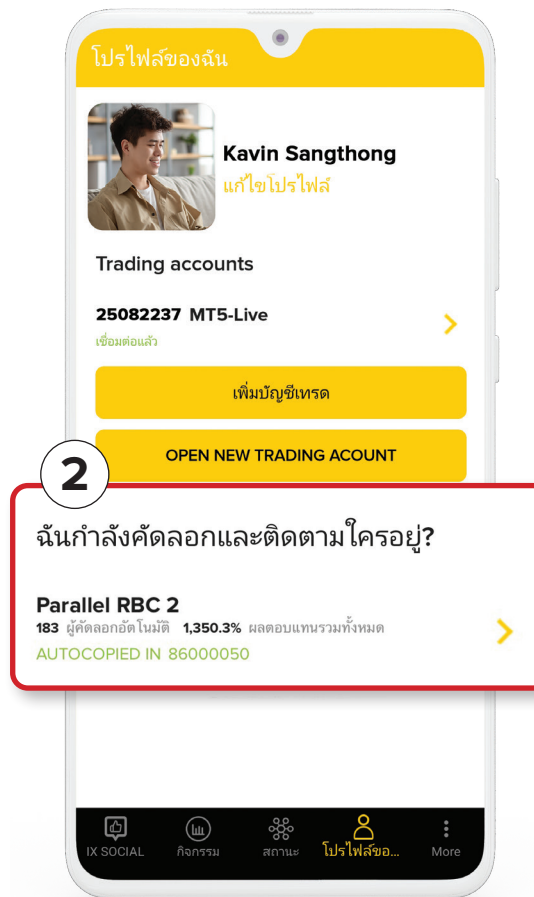 โปรไฟล์ของฉัน
Kavin Sangthong
แก้ไขโปรไฟล์
Trading accounts
25082237 MT5-Live
เชื่อมต่อแล้ว
เพิ่มบัญชีเทรด
OPEN NEW TRADING ACOUNT
2
ฉันกำลังคัดลอกและติดตามใครอยู่?
Parallel RBC 2
183 ผู้คัดลอกอัตโนมัติ 1,350.3% ผลตอบแทนรวมทั้งหมด
AUTOCOPIED IN 86000050
IX SOCIAL กิจกรรม สถานะ โปรไฟล์ขอ... More